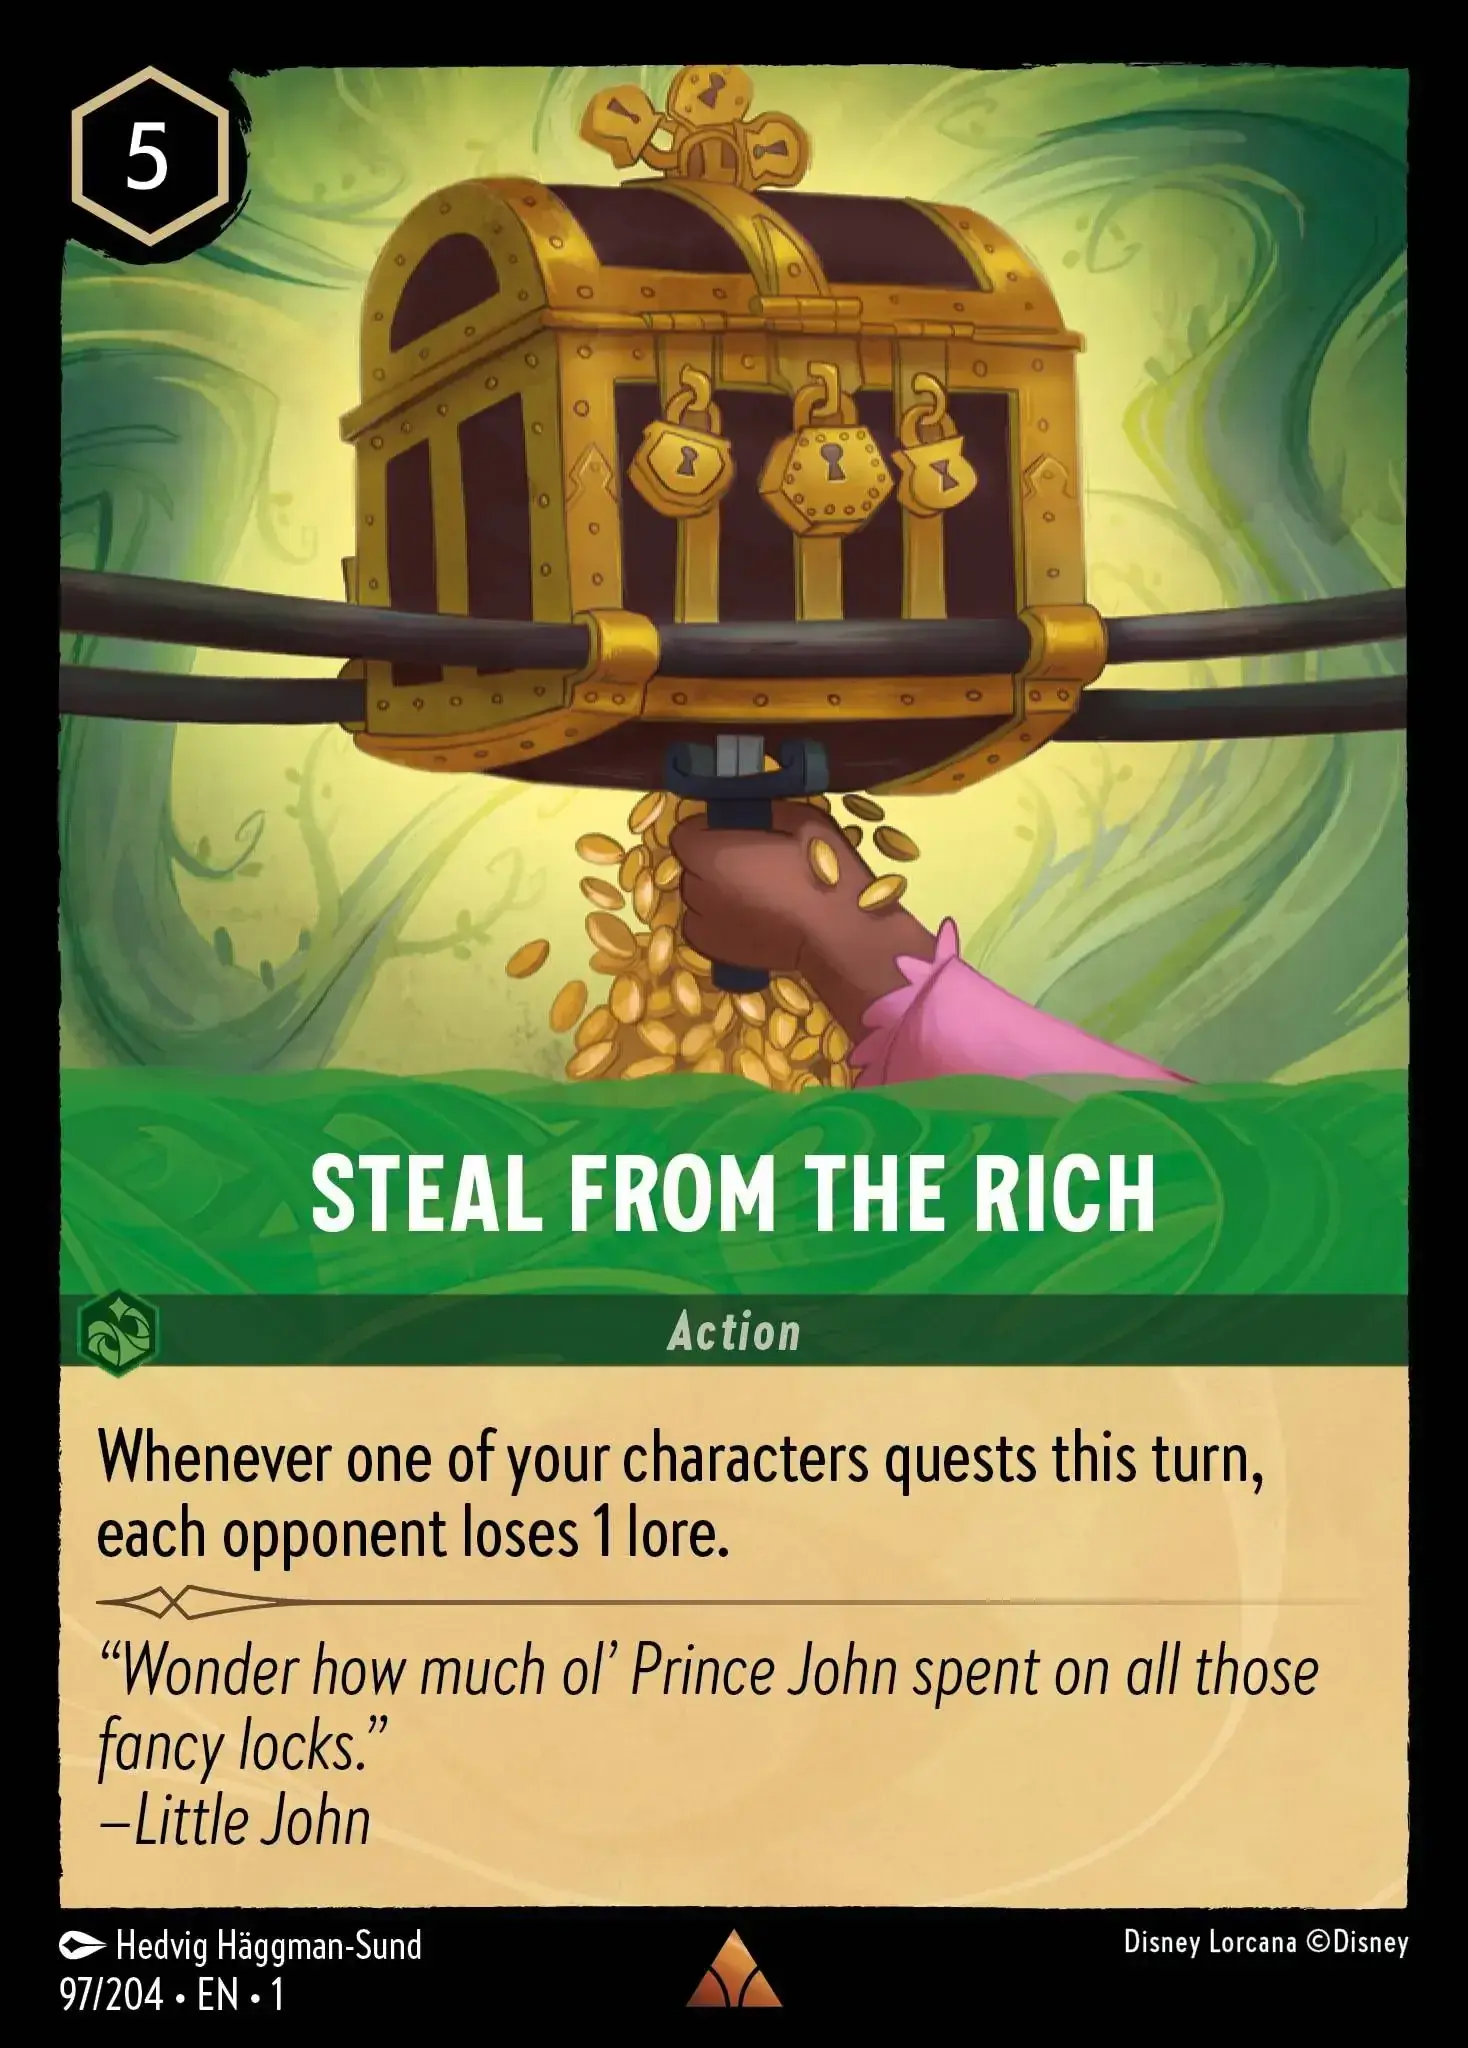 5
STEAL FROM THE RICH
Action
Whenever one of your characters quests this turn,
each opponent loses 1 lore.
“Wonder how much ol’ Prince John spent on all those
fancy locks.”
–Little John
Hedvig Häggman-Sund
Disney Lorcana ©Disney
97/204 • EN • 1